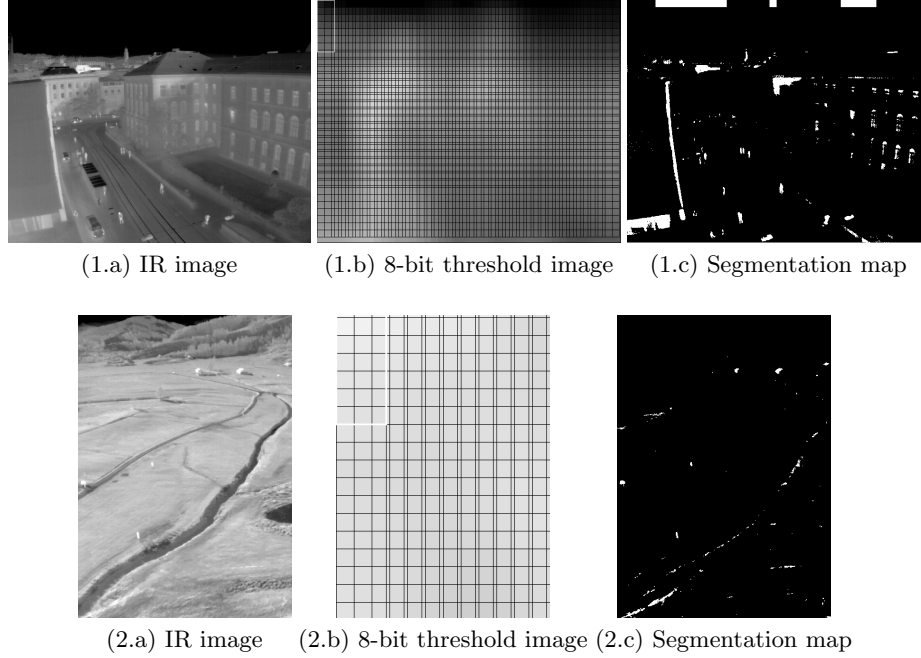 (1.a) IR image (1.b) 8-bit threshold image (1.c) Segmentation map
(2.a) IR image (2.b) 8-bit threshold image (2.c) Segmentation map